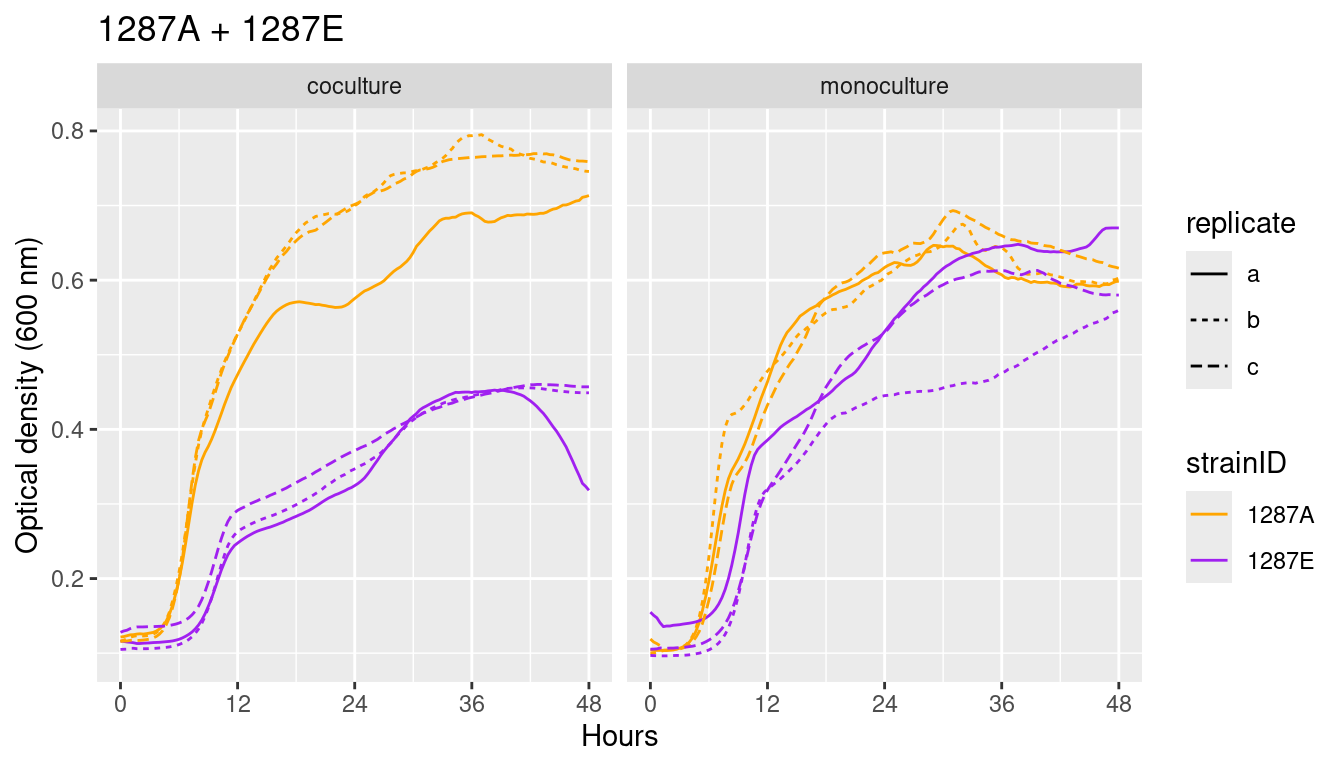 1287A + 1287E
coculture
monoculture
Optical density (600 nm)
0.8
0.6
0.4
0.2
0 12 24 36 48
0 12 24 36 48
Hours
replicate
a
b
c
strainID
1287A
1287E